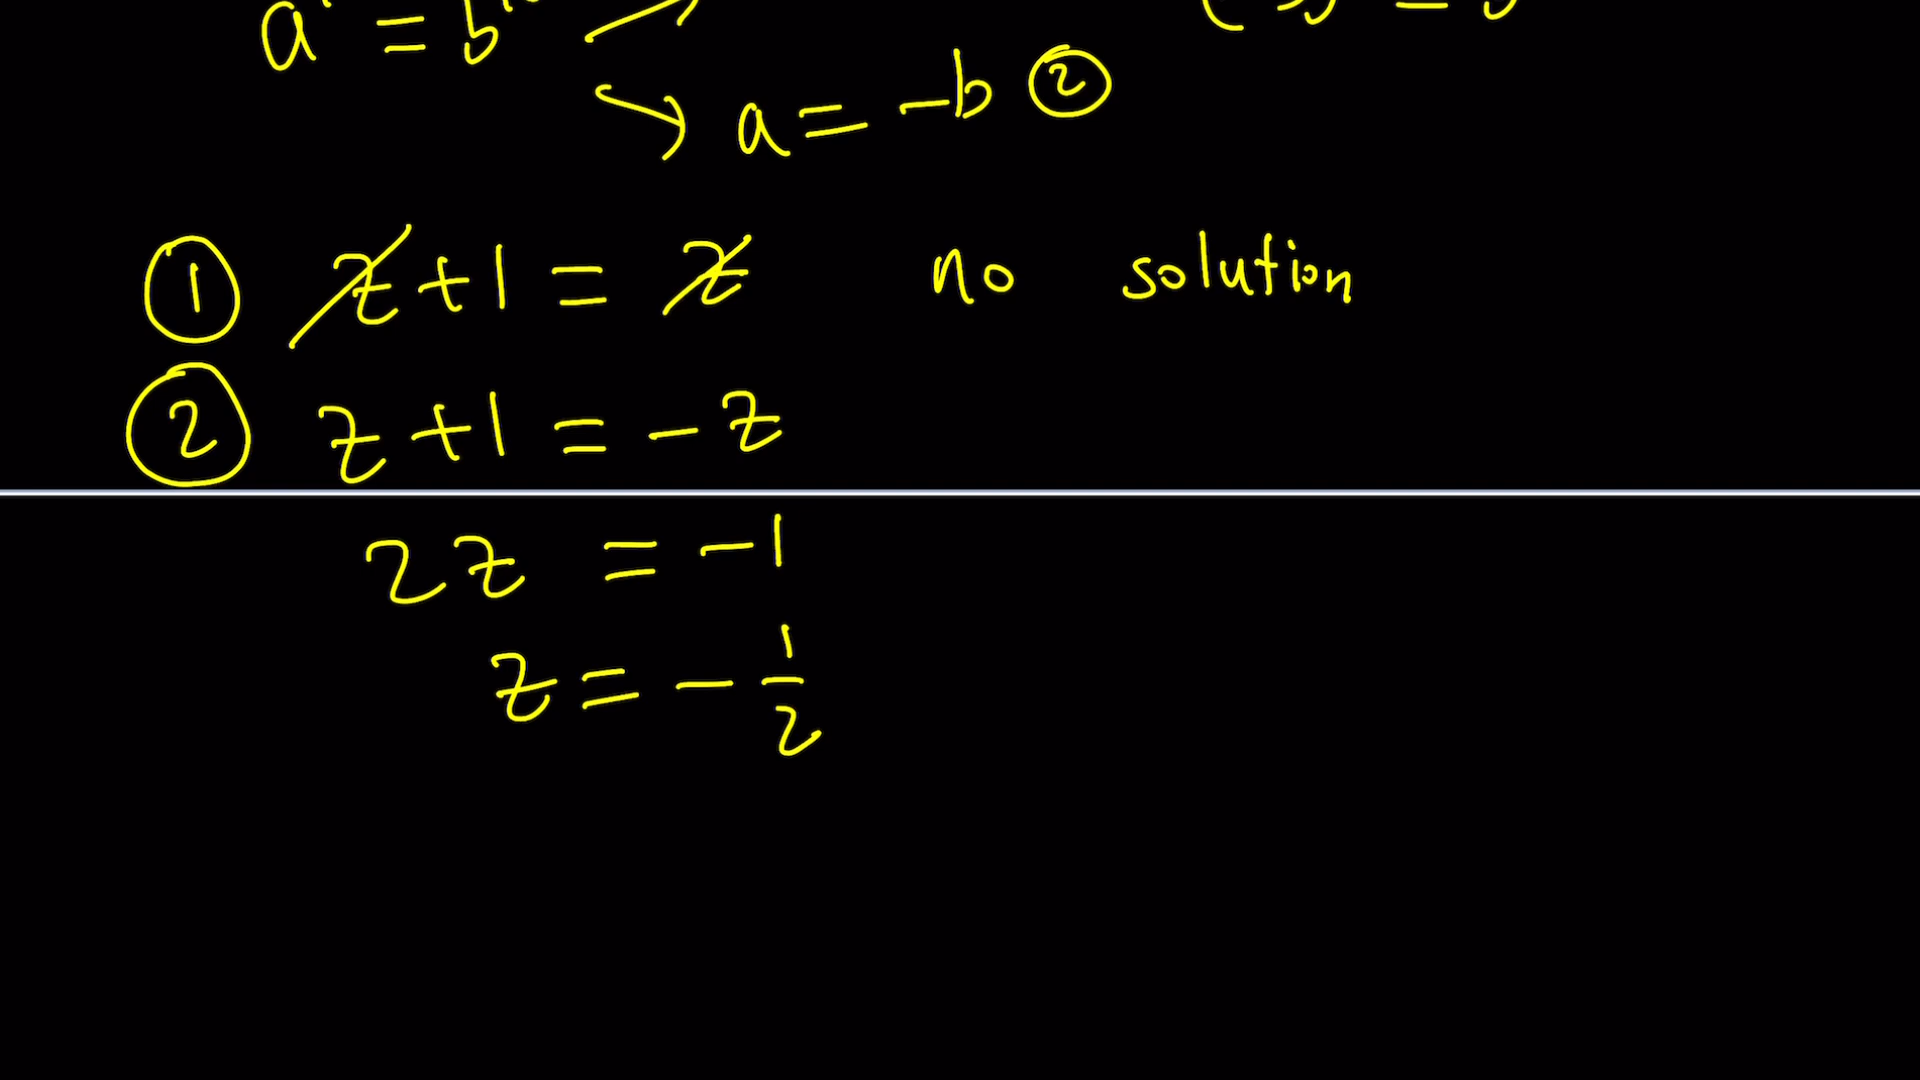 a = b
a = -b ②
① z + 1 = z no solution
② z + 1 = - z
2z = -1
z = - 1/2